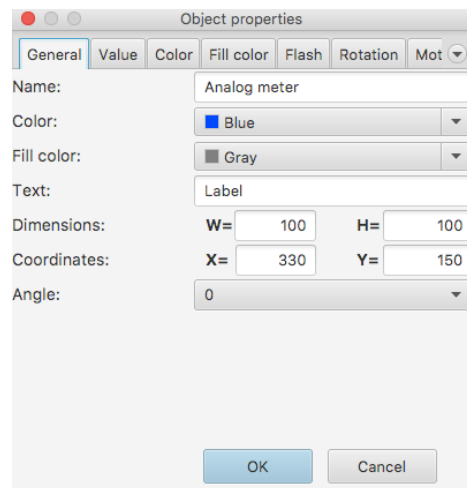 Object properties
General Value Color Fill color Flash Rotation Mot
Name: Analog meter
Color: Blue
Fill color: Gray
Text: Label
Dimensions: W= 100 H= 100
Coordinates: X= 330 Y= 150
Angle: 0
OK Cancel